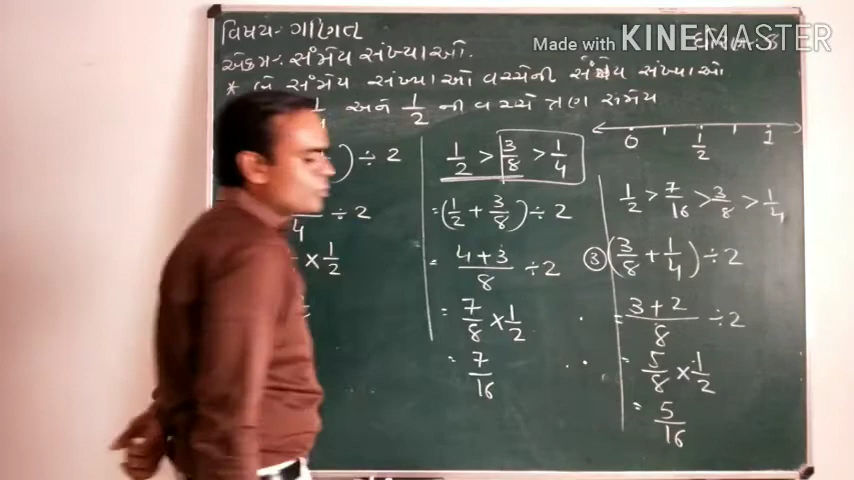 વિષય:- ગણિત
Made with KINEMASTER
એકમ:- સંમેય સંખ્યાઓ
* બે સંમેય સંખ્યાઓ વચ્ચેની સંમેય સંખ્યાઓ
અને 1/2 ની વચ્ચે ત્રણ સંમેય
0 1/2 1
) ÷ 2
÷ 2
× 1/2
1/2 > 3/8 > 1/4
= (1/2 + 3/8) ÷ 2
= 4+3/8 ÷ 2
= 7/8 × 1/2
= 7/16
1/2 > 7/16 > 3/8 > 1/4
③ (3/8 + 1/4) ÷ 2
= 3+2/8 ÷ 2
= 5/8 × 1/2
= 5/16